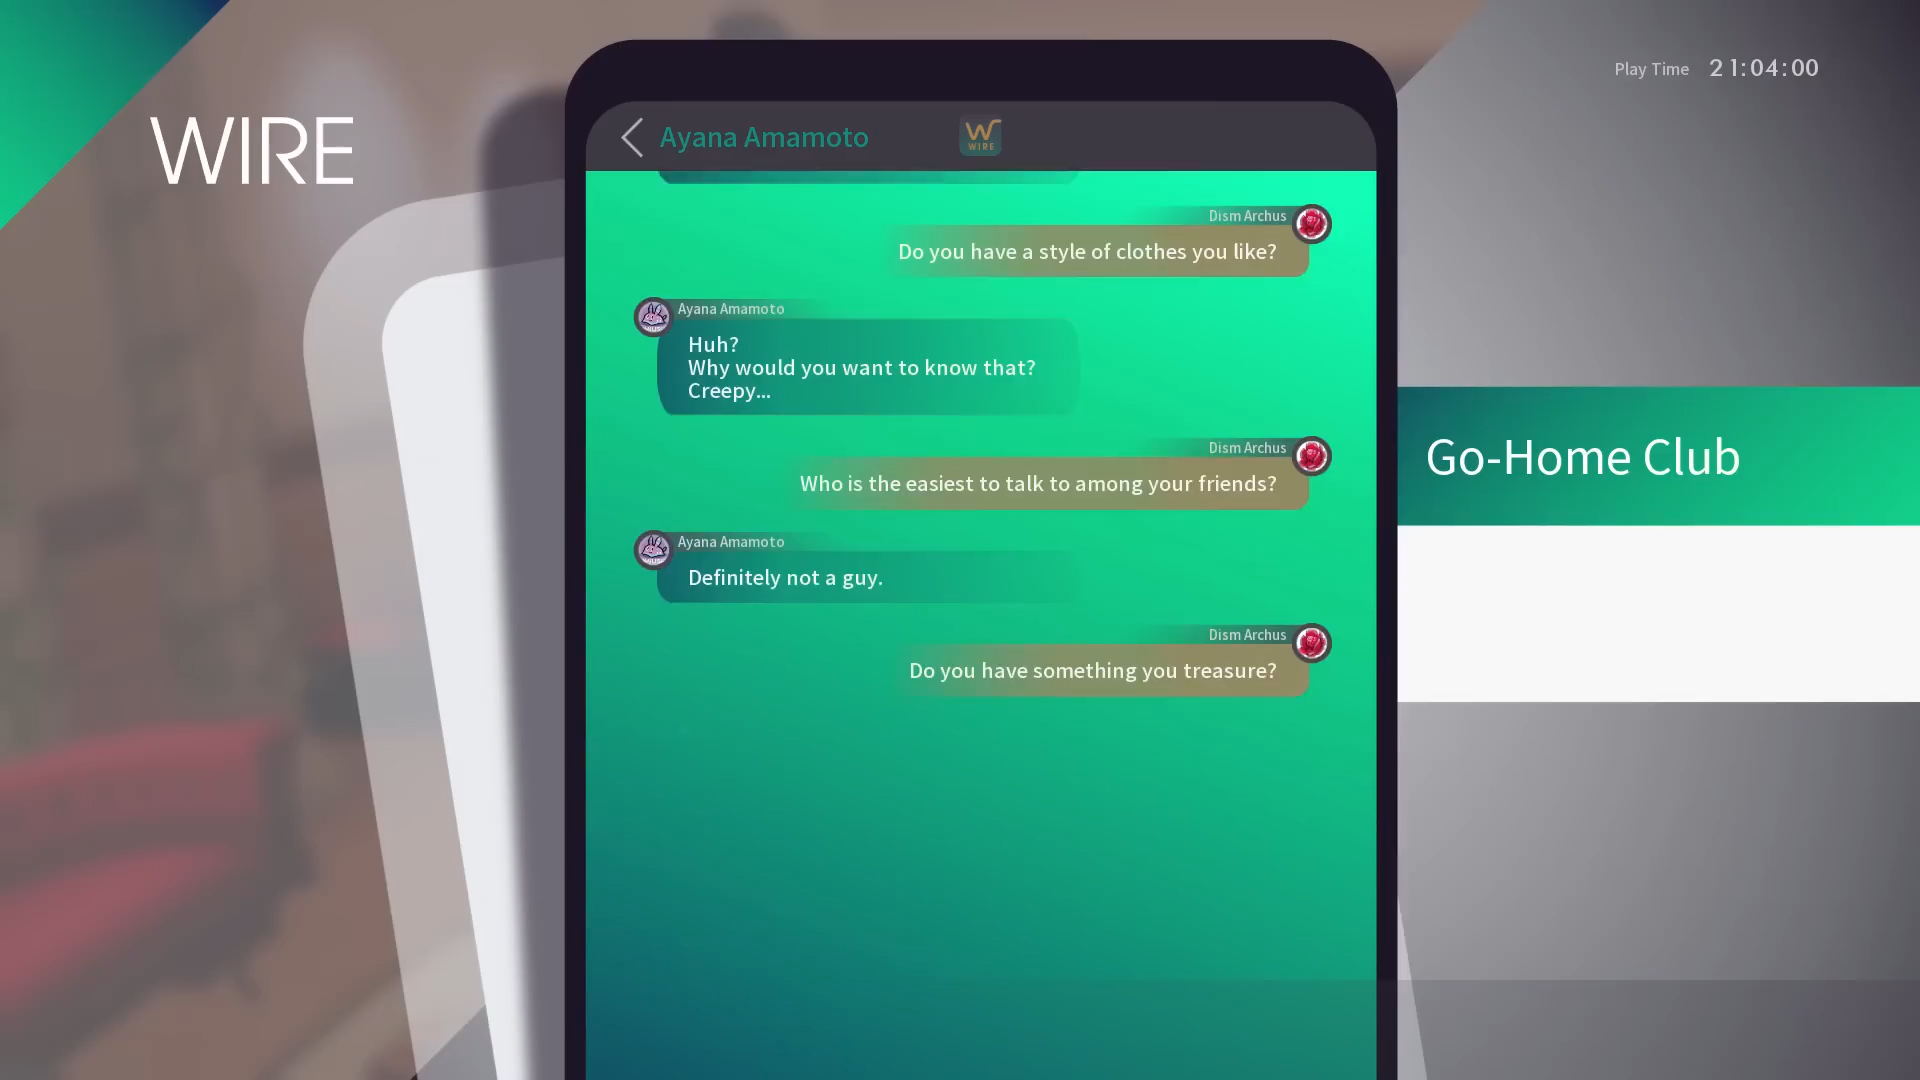 WIRE
Play Time 21:04:00
Ayana Amamoto
WIRE
Dism Archus
Do you have a style of clothes you like?
Ayana Amamoto
Huh?
Why would you want to know that?
Creepy...
Dism Archus
Who is the easiest to talk to among your friends?
Ayana Amamoto
Definitely not a guy.
Dism Archus
Do you have something you treasure?
Go-Home Club